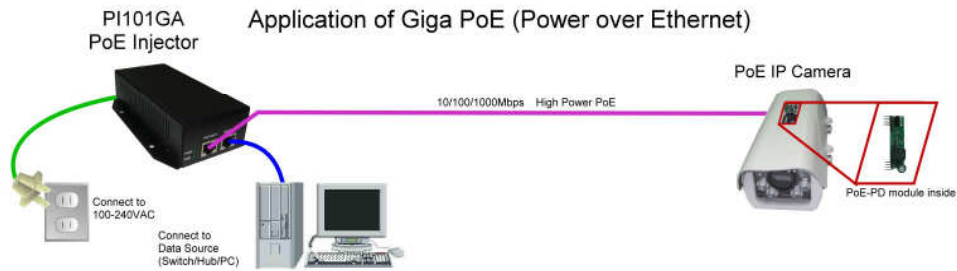 PI101GA
PoE Injector
Application of Giga PoE (Power over Ethernet)
PoE IP Camera
10/100/1000Mbps High Power PoE
PoE-PD module inside
Connect to
100-240VAC
Connect to
Data Source
(Switch/Hub/PC)